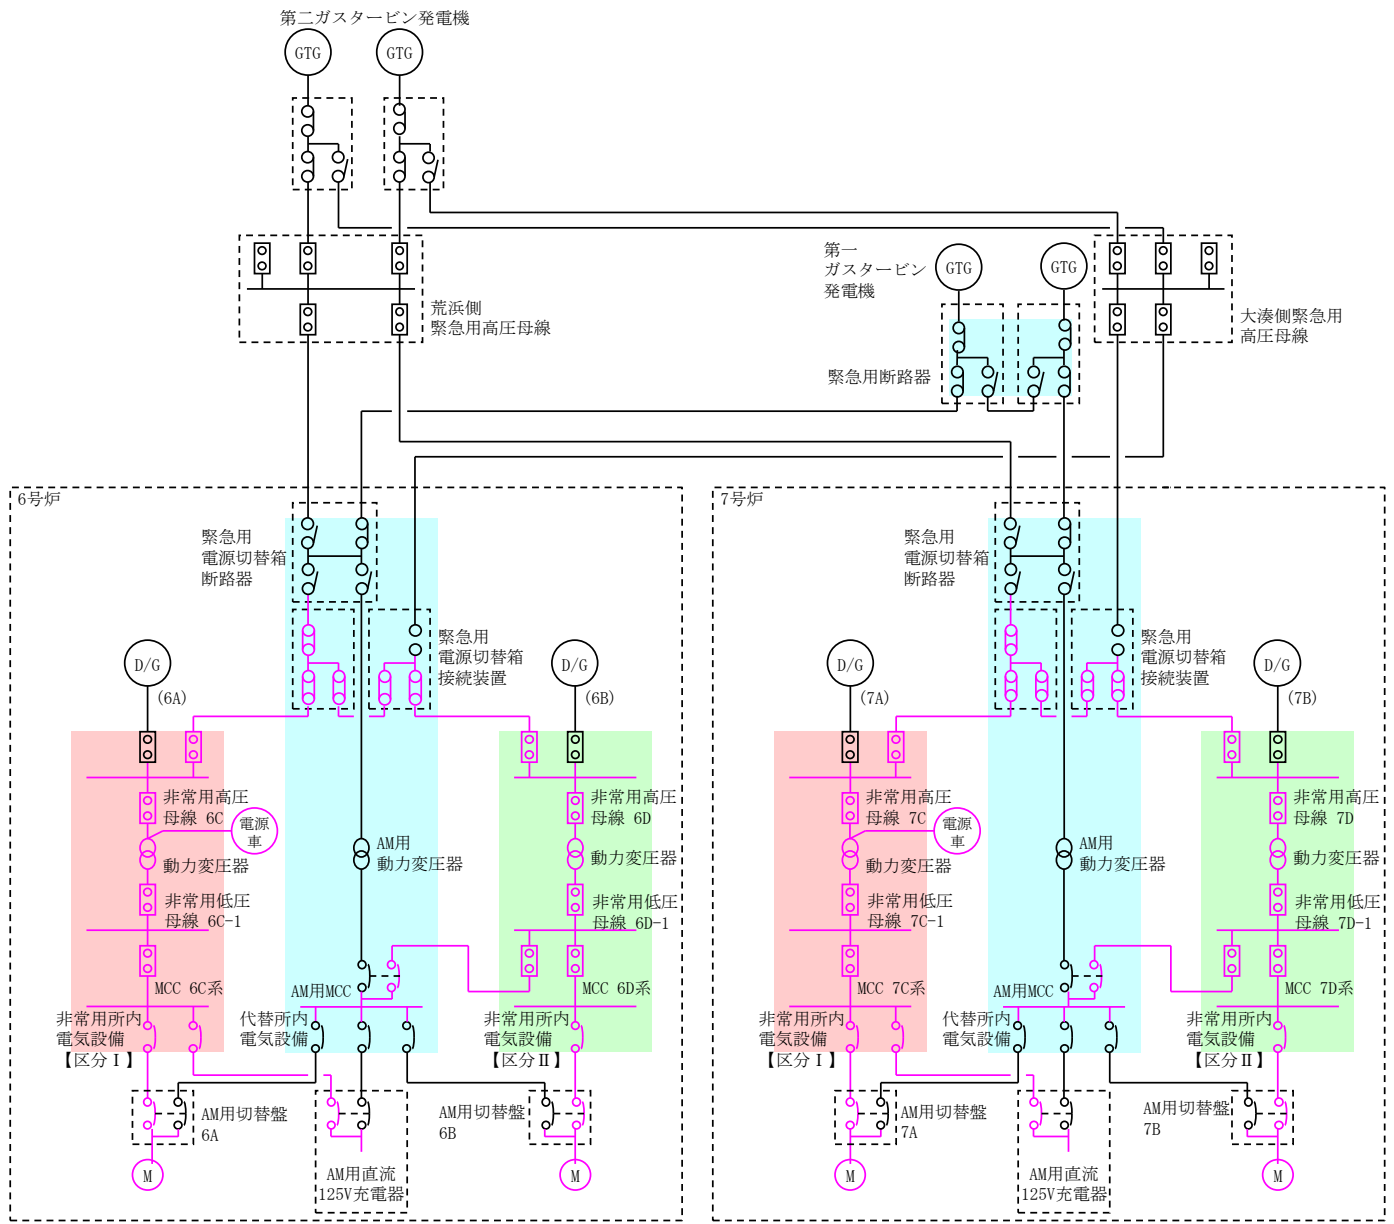 第二ガスタービン発電機
GTG
GTG
第一
ガスタービン
発電機
GTG
GTG
荒浜側
緊急用高圧母線
大湊側緊急用
高圧母線
緊急用断路器
6号炉
緊急用
電源切替箱
断路器
緊急用
電源切替箱
接続装置
D/G
(6A)
D/G
(6B)
非常用高圧
母線 6C
電源
車
動力変圧器
非常用低圧
母線 6C-1
MCC 6C系
非常用所内
電気設備
【区分Ⅰ】
AM用
動力変圧器
AM用MCC
代替所内
電気設備
非常用高圧
母線 6D
動力変圧器
非常用低圧
母線 6D-1
MCC 6D系
非常用所内
電気設備
【区分Ⅱ】
AM用切替盤
6A
M
AM用直流
125V充電器
AM用切替盤
6B
M
7号炉
緊急用
電源切替箱
断路器
緊急用
電源切替箱
接続装置
D/G
(7A)
D/G
(7B)
非常用高圧
母線 7C
電源
車
動力変圧器
非常用低圧
母線 7C-1
MCC 7C系
非常用所内
電気設備
【区分Ⅰ】
AM用
動力変圧器
AM用MCC
代替所内
電気設備
非常用高圧
母線 7D
動力変圧器
非常用低圧
母線 7D-1
MCC 7D系
非常用所内
電気設備
【区分Ⅱ】
AM用切替盤
7A
M
AM用直流
125V充電器
AM用切替盤
7B
M